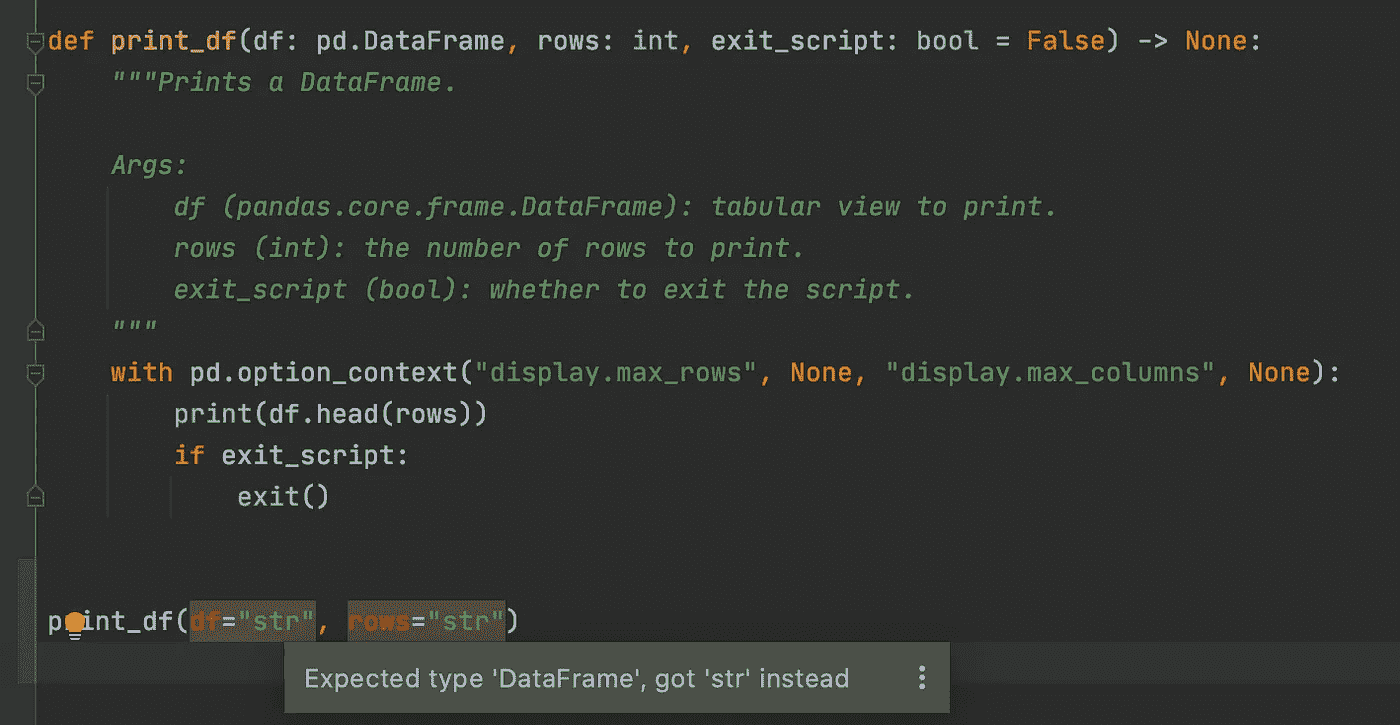 def print_df(df: pd.DataFrame, rows: int, exit_script: bool = False) -> None:
"""Prints a DataFrame.
Args:
df (pandas.core.frame.DataFrame): tabular view to print.
rows (int): the number of rows to print.
exit_script (bool): whether to exit the script.
"""
with pd.option_context("display.max_rows", None, "display.max_columns", None):
print(df.head(rows))
if exit_script:
exit()
print_df(df="str", rows="str")
Expected type 'DataFrame', got 'str' instead